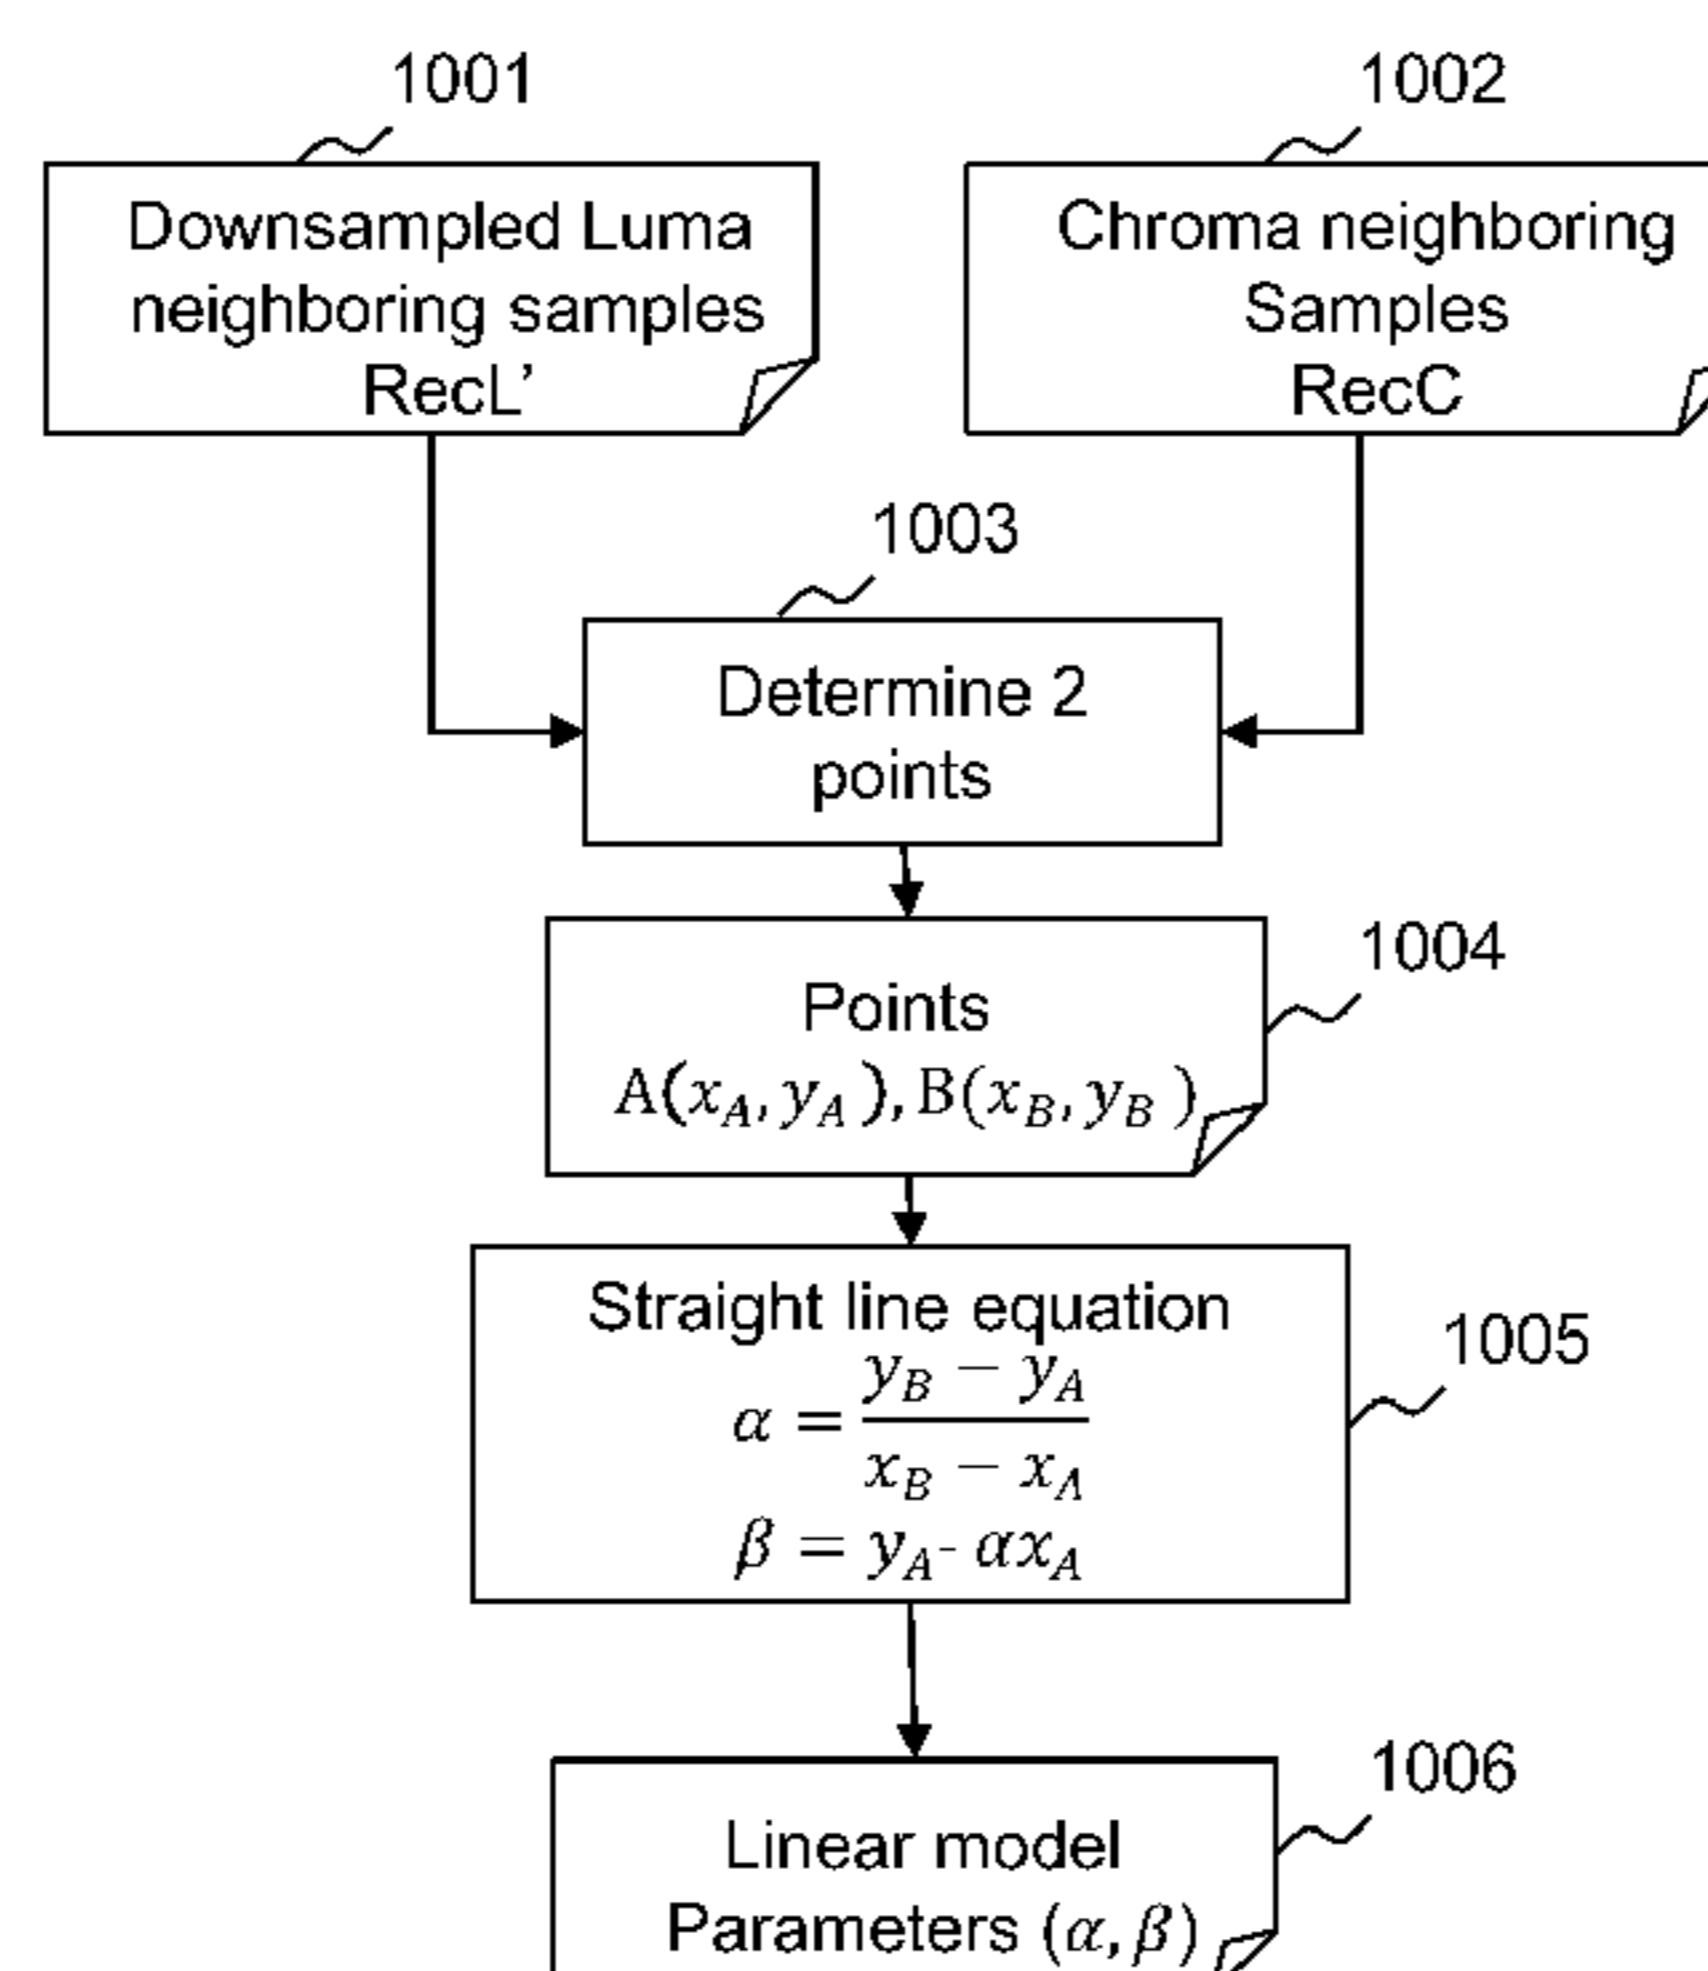 1001
1002
Downsampled Luma
neighboring samples
RecL’
Chroma neighboring
Samples
RecC
1003
Determine 2
points
1004
Points
A(x_A, y_A), B(x_B, y_B)
1005
Straight line equation
α = (y_B − y_A) / (x_B − x_A)
β = y_A- αx_A
1006
Linear model
Parameters (α, β)